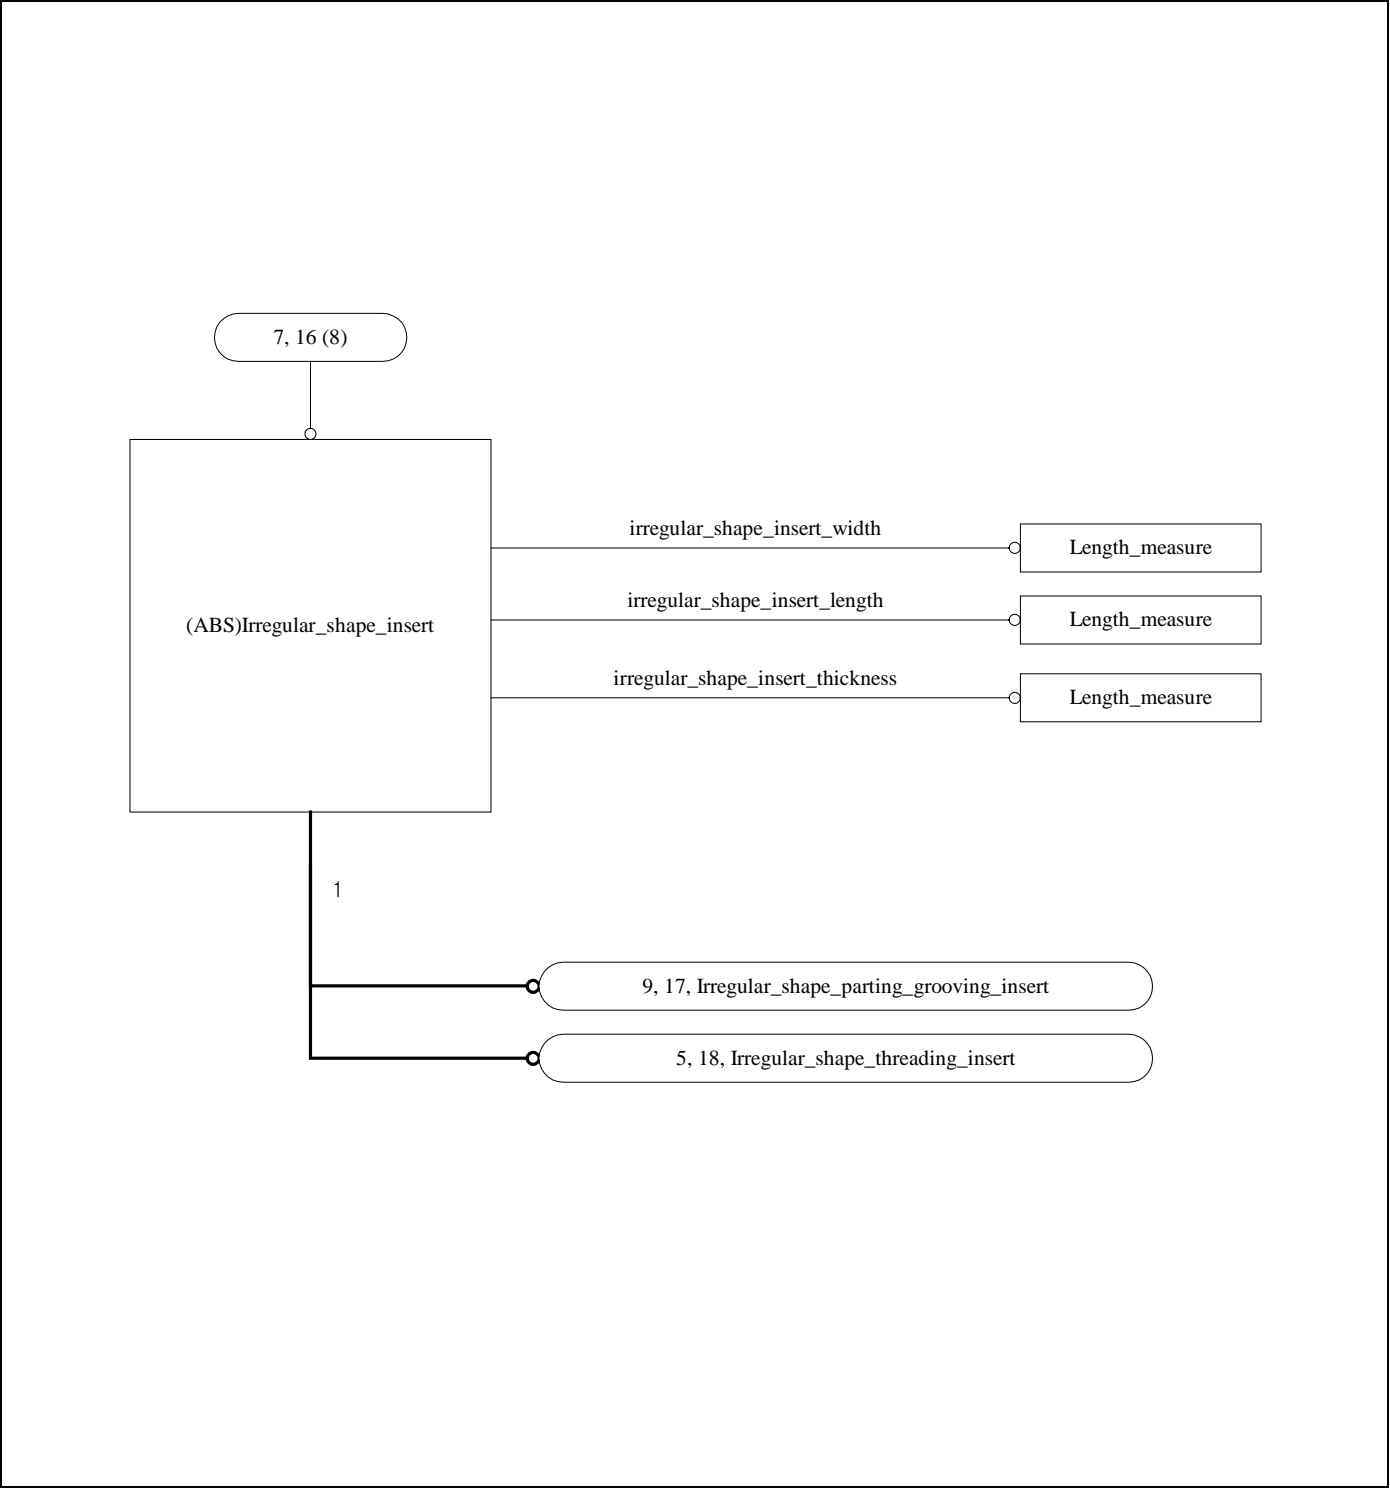 7, 16 (8)
irregular_shape_insert_width
Length_measure
irregular_shape_insert_length
Length_measure
(ABS)Irregular_shape_insert
irregular_shape_insert_thickness
Length_measure
1
9, 17, Irregular_shape_parting_grooving_insert
5, 18, Irregular_shape_threading_insert